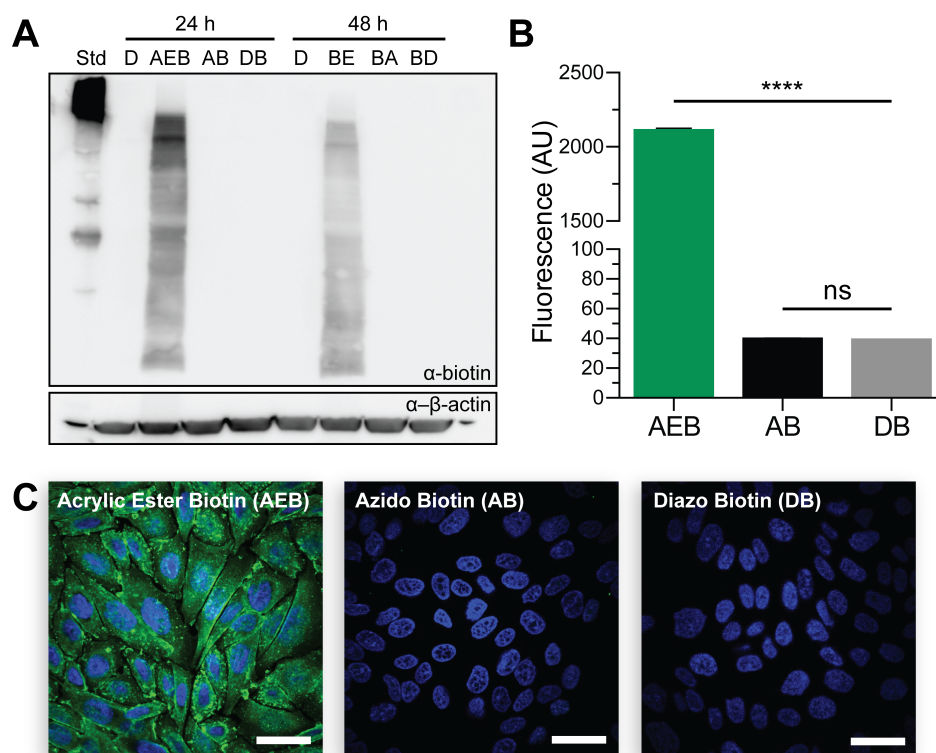 A
24 h
48 h
Std D AEB AB DB D BE BA BD
α-biotin
α–β-actin
B
Fluorescence (AU)
2500
2000
1500
100
80
60
40
20
0
****
ns
AEB AB DB
C
Acrylic Ester Biotin (AEB)
Azido Biotin (AB)
Diazo Biotin (DB)